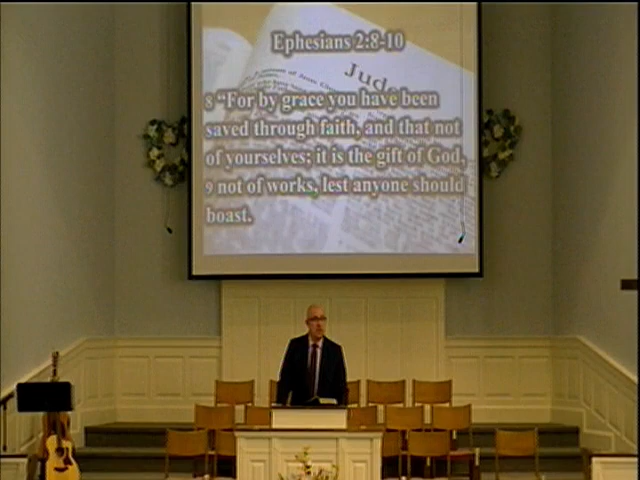 Ephesians 2:8-10
Jude
8 “For by grace you have been
saved through faith, and that not
of yourselves; it is the gift of God,
9 not of works, lest anyone should
boast.